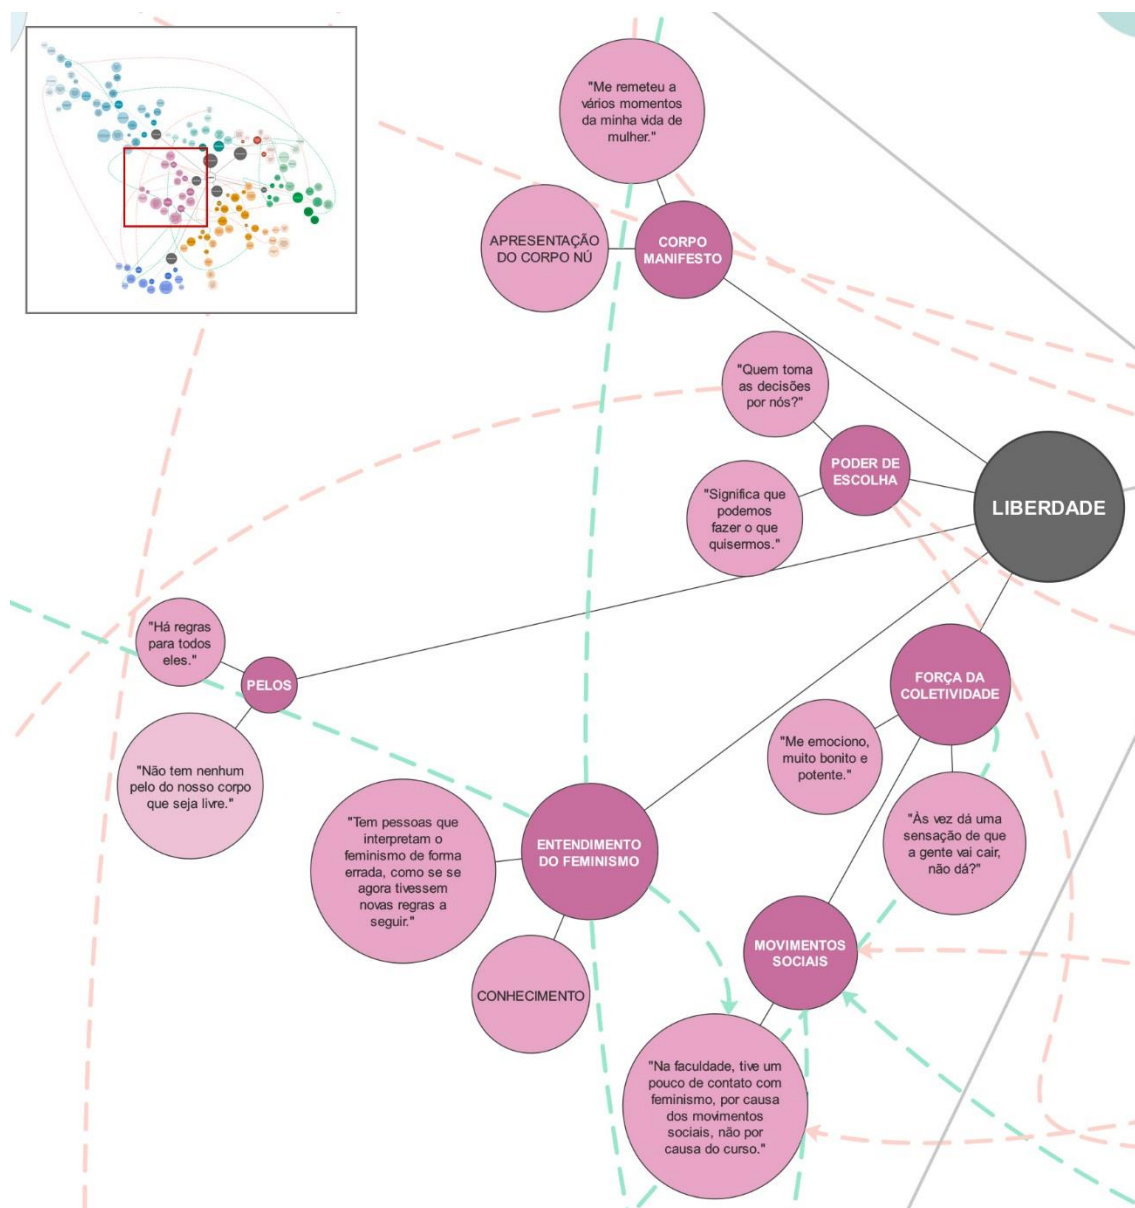 "Me remeteu a
vários momentos
da minha vida de
mulher."
APRESENTAÇÃO
DO CORPO NÚ
CORPO
MANIFESTO
"Quem toma
as decisões
por nós?"
PODER DE
ESCOLHA
"Significa que
podemos
fazer o que
quisermos."
LIBERDADE
"Há regras
para todos
eles."
PELOS
"Não tem nenhum
pelo do nosso corpo
que seja livre."
FORÇA DA
COLETIVIDADE
"Me emociono,
muito bonito e
potente."
"Às vez dá uma
sensação de que
a gente vai cair,
não dá?"
"Tem pessoas que
interpretam o
feminismo de forma
errada, como se se
agora tivessem
novas regras a
seguir."
ENTENDIMENTO
DO FEMINISMO
CONHECIMENTO
MOVIMENTOS
SOCIAIS
"Na faculdade, tive um
pouco de contato com
feminismo, por causa
dos movimentos
sociais, não por
causa do curso."